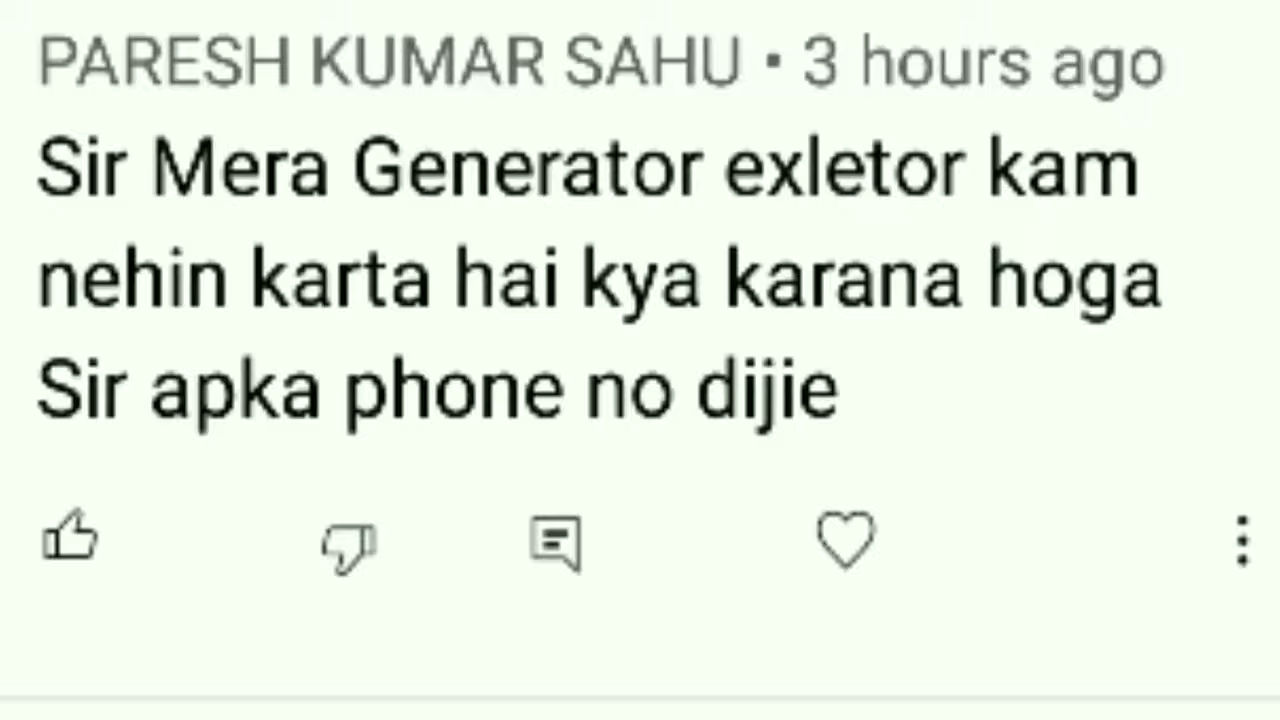 PARESH KUMAR SAHU • 3 hours ago
Sir Mera Generator exletor kam
nehin karta hai kya karana hoga
Sir apka phone no dijie